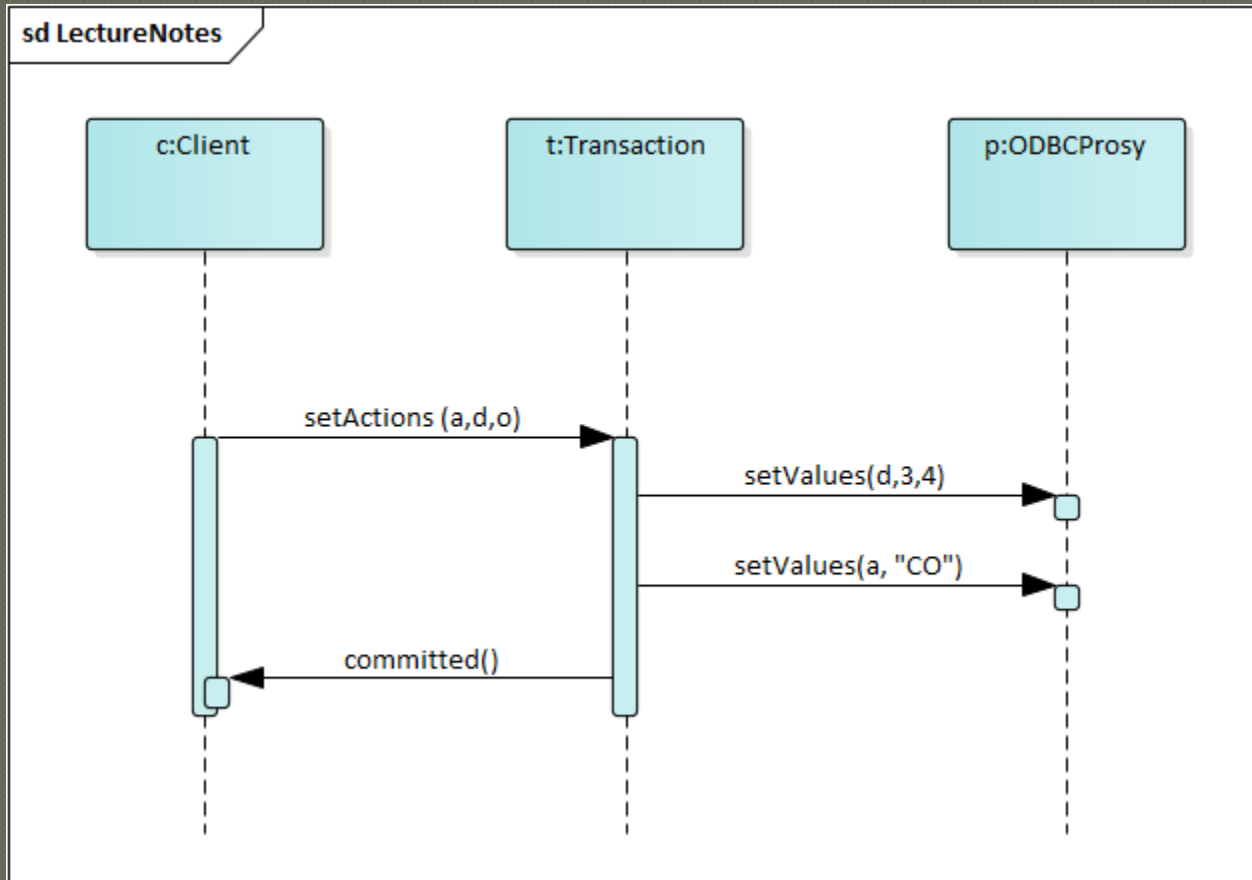 sd LectureNotes
c:Client
t:Transaction
p:ODBCProsy
setActions (a,d,o)
setValues(d,3,4)
setValues(a, "CO")
committed()